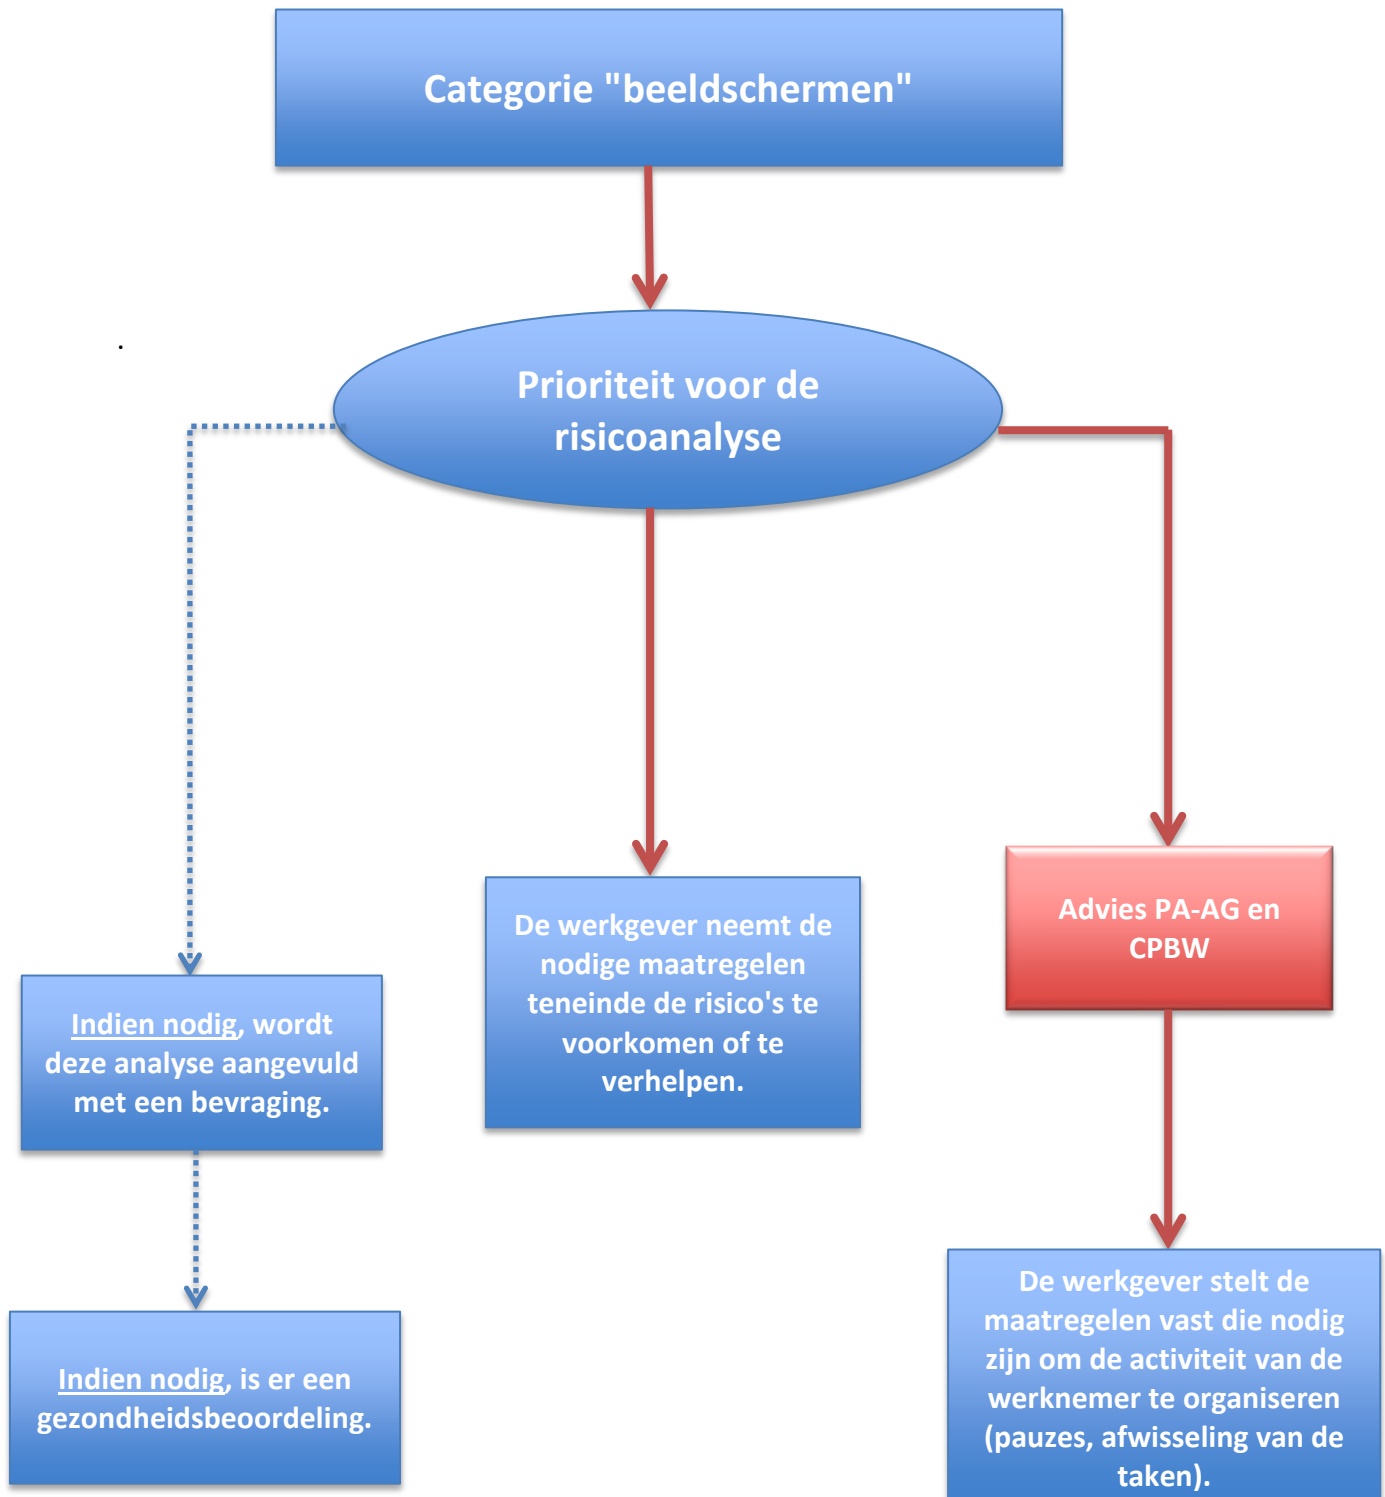 Categorie "beeldschermen"
.
Prioriteit voor de
risicoanalyse
De werkgever neemt de
nodige maatregelen
teneinde de risico's te
voorkomen of te
verhelpen.
Advies PA-AG en
CPBW
Indien nodig, wordt
deze analyse aangevuld
met een bevraging.
De werkgever stelt de
maatregelen vast die nodig
zijn om de activiteit van de
werknemer te organiseren
(pauzes, afwisseling van de
taken).
Indien nodig, is er een
gezondheidsbeoordeling.